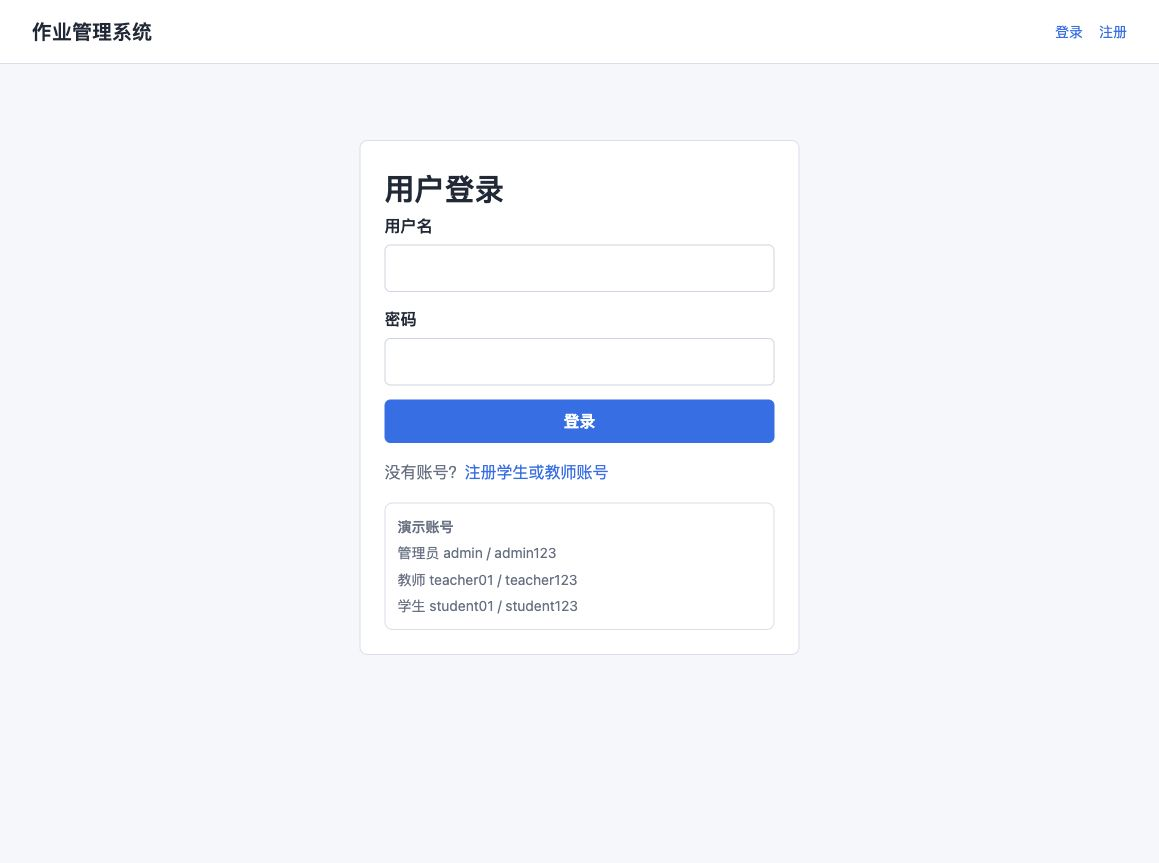 作业管理系统
登录 注册
用户登录
用户名
密码
登录
没有账号? 注册学生或教师账号
演示账号
管理员 admin / admin123
教师 teacher01 / teacher123
学生 student01 / student123